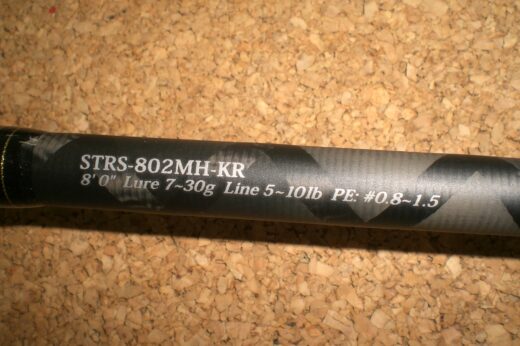 STRS-802MH-KR
8'0" Lure 7~30g Line 5~10lb PE: #0.8~1.5